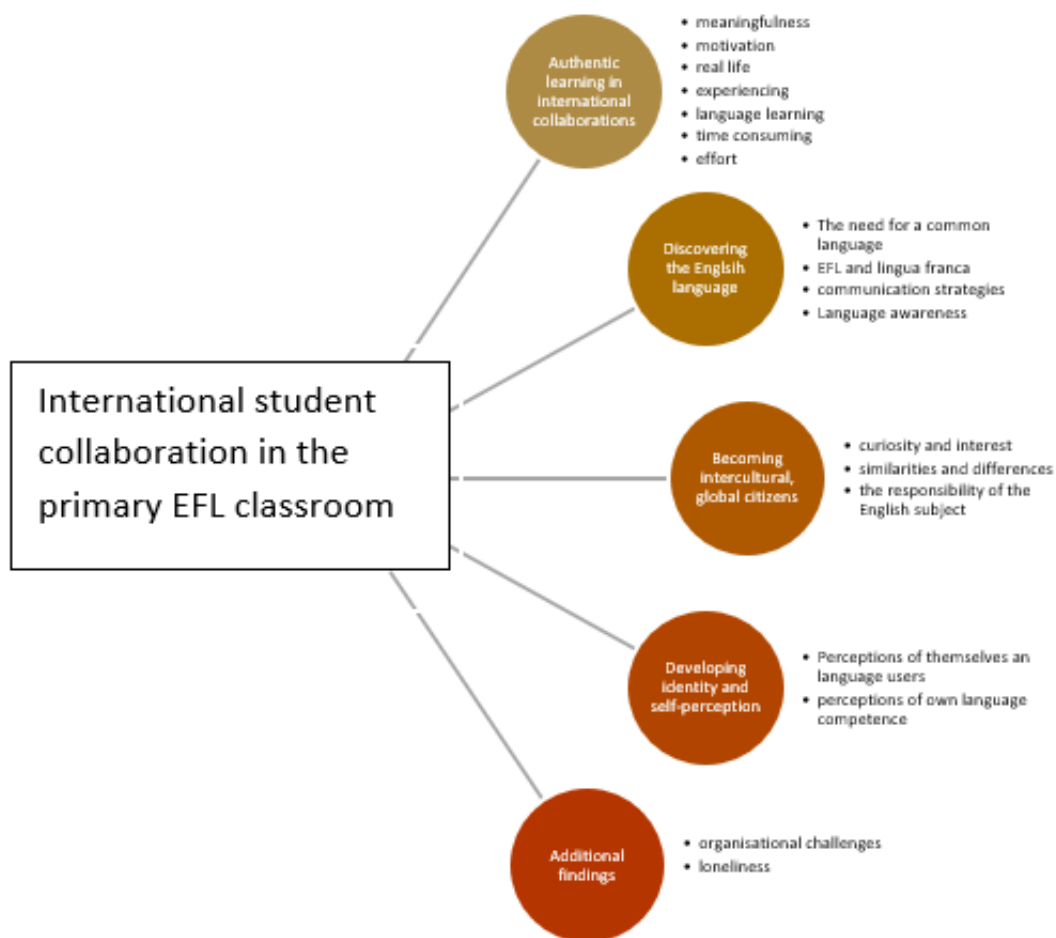 International student
collaboration in the
primary EFL classroom
Authentic
learning in
international
collaborations
• meaningfulness
• motivation
• real life
• experiencing
• language learning
• time consuming
• effort
Discovering
the Englsih
language
• The need for a common
language
• EFL and lingua franca
• communication strategies
• Language awareness
Becoming
intercultural,
global citizens
• curiosity and interest
• similarities and differences
• the responsibility of the
English subject
Developing
identity and
self-perception
• Perceptions of themselves an
language users
• perceptions of own language
competence
Additional
findings
• organisational challenges
• loneliness